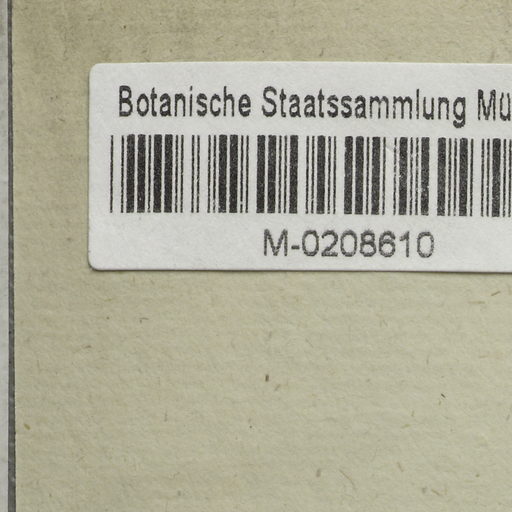 Botanische Staatssammlung Mü
M-0208610